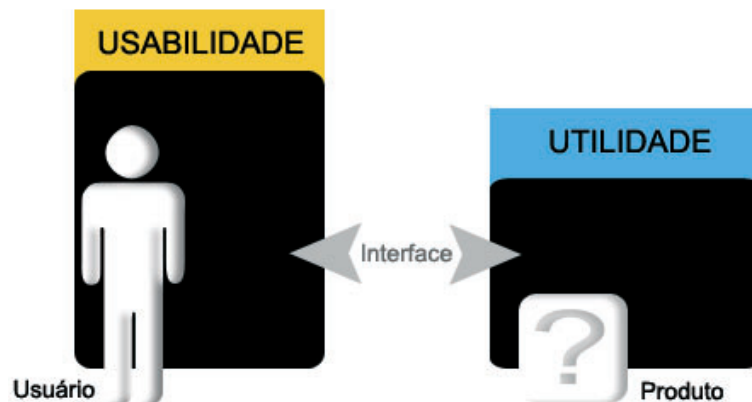 USABILIDADE
UTILIDADE
Interface
?
Usuário
Produto